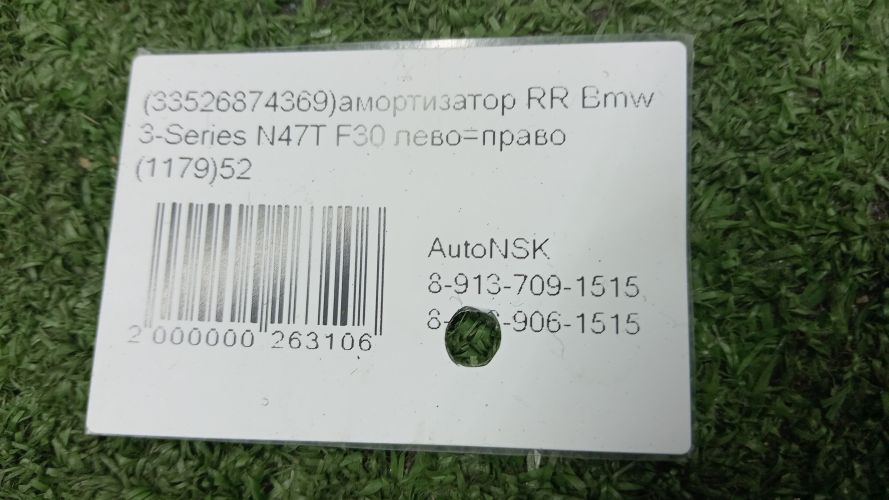 (33526874369)амортизатор RR Bmw
3-Series N47T F30 лево=право
(1179)52
AutoNSK
8-913-709-1515
-906-1515
2 000000 263106